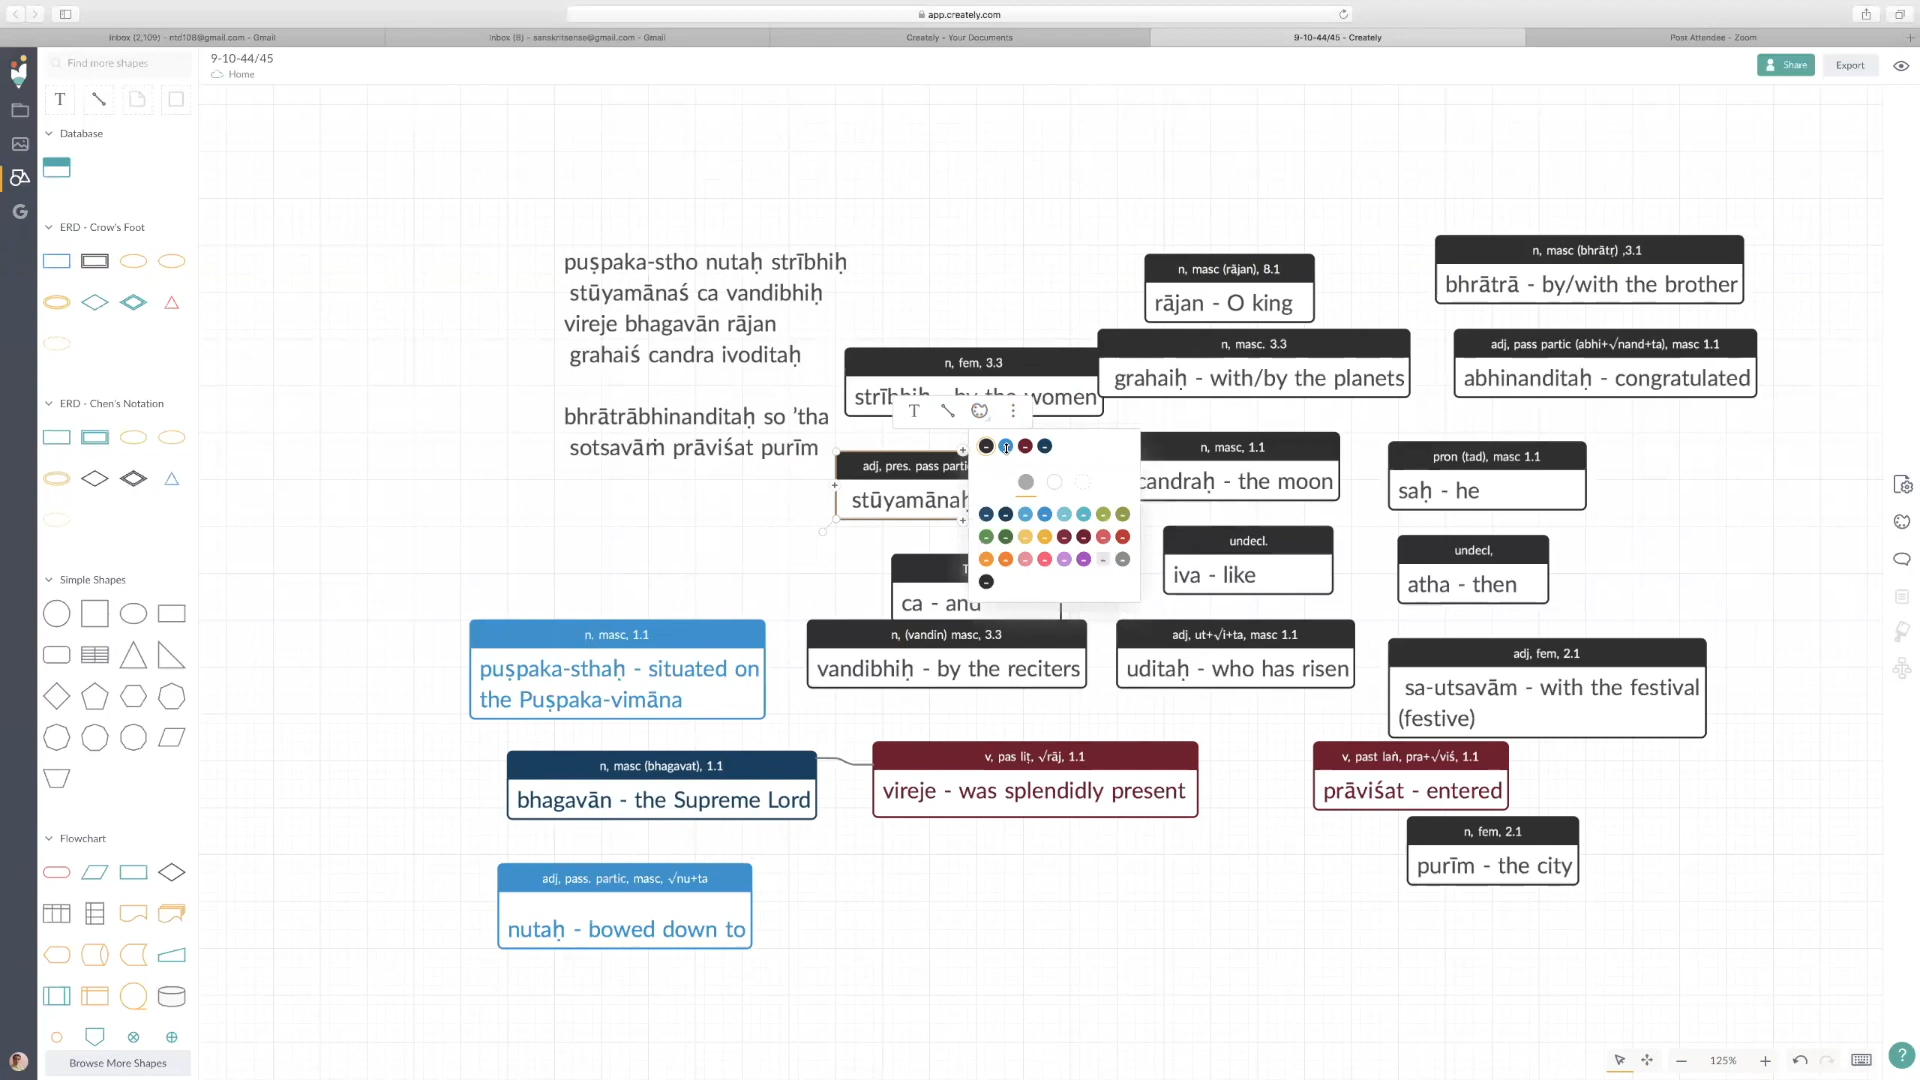 app.creately.com
Inbox (2,109) - ntd108@gmail.com - Gmail
Inbox (8) - sanskritsense@gmail.com - Gmail
Creately - Your Documents
9-10-44/45 - Creately
Post Attendee - Zoom
Find more shapes
9-10-44/45
Home
Share
Export
T
Database
ERD - Crow's Foot
ERD - Chen's Notation
Simple Shapes
Flowchart
Browse More Shapes
puṣpaka-stho nutaḥ strībhiḥ
stūyamānaś ca vandibhiḥ
vireje bhagavān rājan
grahaiś candra ivoditaḥ
bhrātrābhinanditaḥ so 'tha
sotsavāṁ prāviśat purīm
n, masc (rājan), 8.1
rājan - O king
n, masc (bhrātṛ) ,3.1
bhrātrā - by/with the brother
n, fem, 3.3
strībhiḥ - by the women
n, masc. 3.3
grahaiḥ - with/by the planets
adj, pass partic (abhi+√nand+ta), masc 1.1
abhinanditaḥ - congratulated
T
adj, pres. pass partic
stūyamānaḥ
n, masc, 1.1
candraḥ - the moon
pron (tad), masc 1.1
saḥ - he
ca - and
undecl.
iva - like
undecl,
atha - then
n, masc, 1.1
puṣpaka-sthaḥ - situated on
the Puṣpaka-vimāna
n, (vandin) masc, 3.3
vandibhiḥ - by the reciters
adj, ut+√i+ta, masc 1.1
uditaḥ - who has risen
adj, fem, 2.1
sa-utsavām - with the festival
(festive)
n, masc (bhagavat), 1.1
bhagavān - the Supreme Lord
v, pas liṭ, √rāj, 1.1
vireje - was splendidly present
v, past laṅ, pra+√viś, 1.1
prāviśat - entered
n, fem, 2.1
purīm - the city
adj, pass. partic, masc, √nu+ta
nutaḥ - bowed down to
125%
?